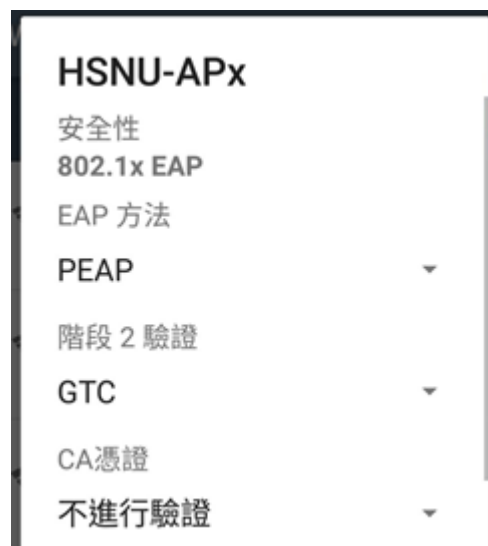 HSNU-APx
安全性
802.1x EAP
EAP 方法
PEAP
階段 2 驗證
GTC
CA憑證
不進行驗證